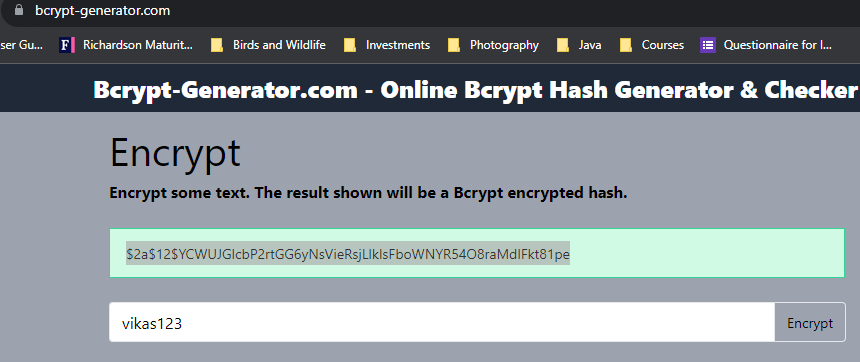 bcrypt-generator.com
ser Gu... Richardson Maturit... Birds and Wildlife Investments Photography Java Courses Questionnaire for I...
Bcrypt-Generator.com - Online Bcrypt Hash Generator & Checker
Encrypt
Encrypt some text. The result shown will be a Bcrypt encrypted hash.
$2a$12$YCWUJGlcbP2rtGG6yNsVieRsjLlklsFboWNYR54O8raMdlFkt81pe
vikas123 Encrypt